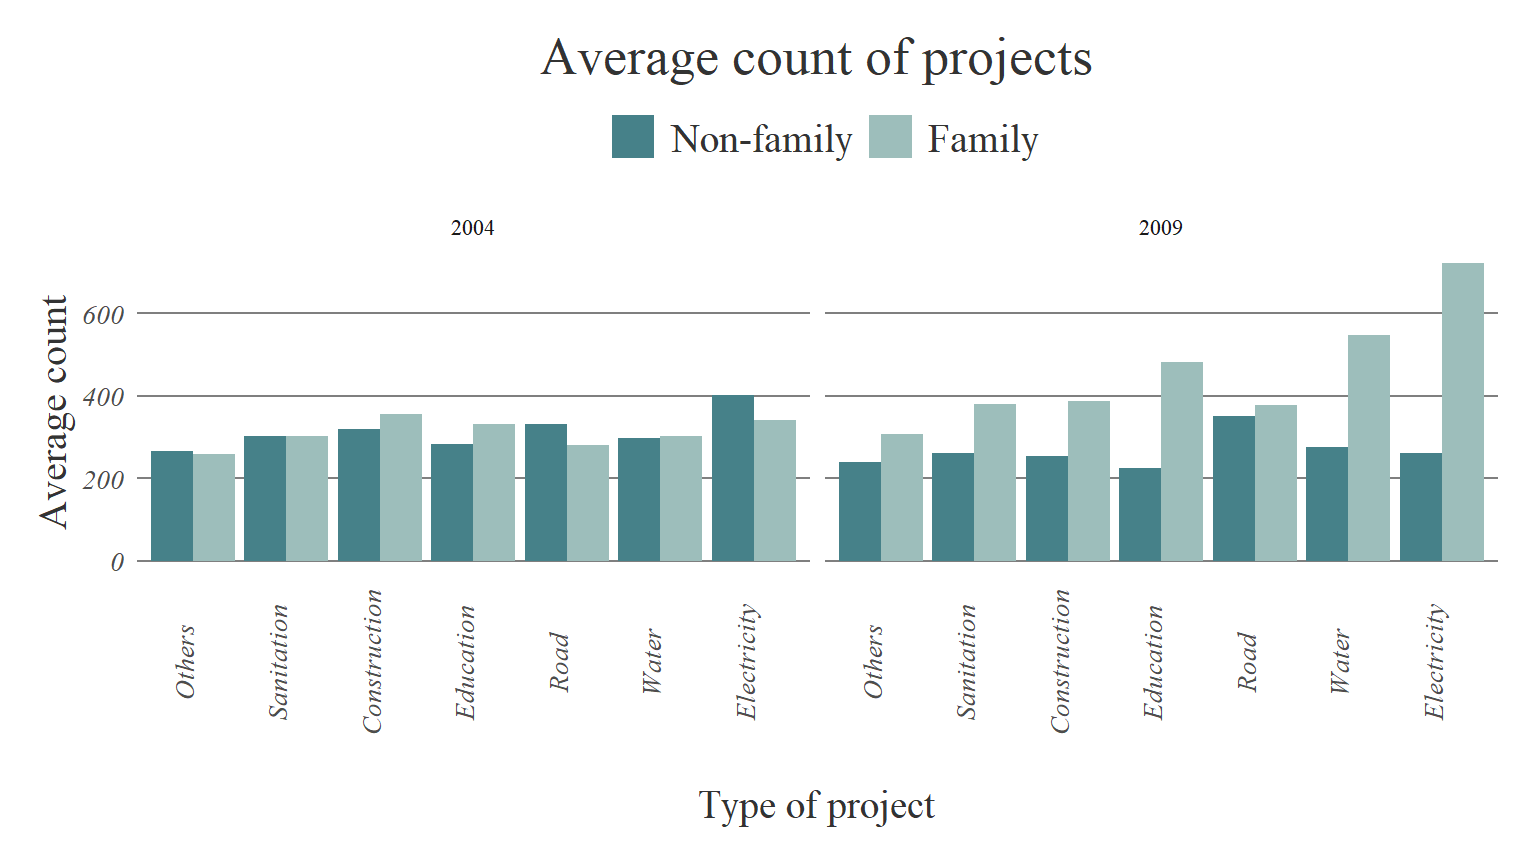 Average count of projects
Non-family Family
2004 2009
Average count
600
400
200
0
Others Sanitation Construction Education Road Water Electricity Others Sanitation Construction Education Road Water Electricity
Type of project